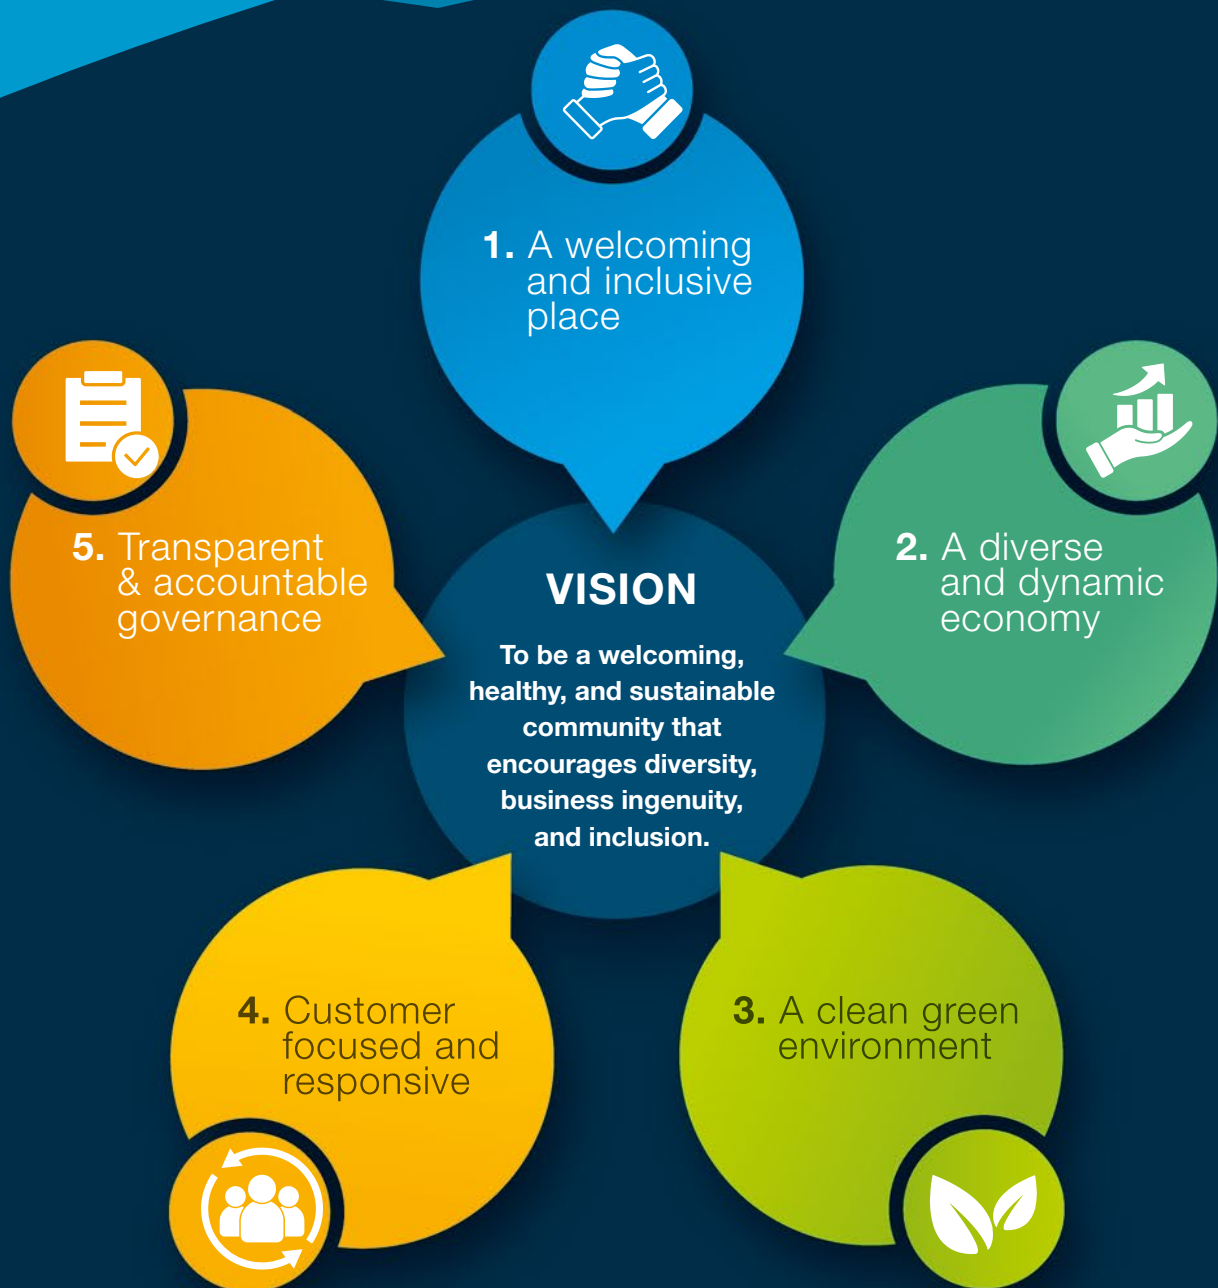 1. A welcoming
and inclusive
place
5. Transparent
& accountable
governance
2. A diverse
and dynamic
economy
VISION
To be a welcoming,
healthy, and sustainable
community that
encourages diversity,
business ingenuity,
and inclusion.
4. Customer
focused and
responsive
3. A clean green
environment